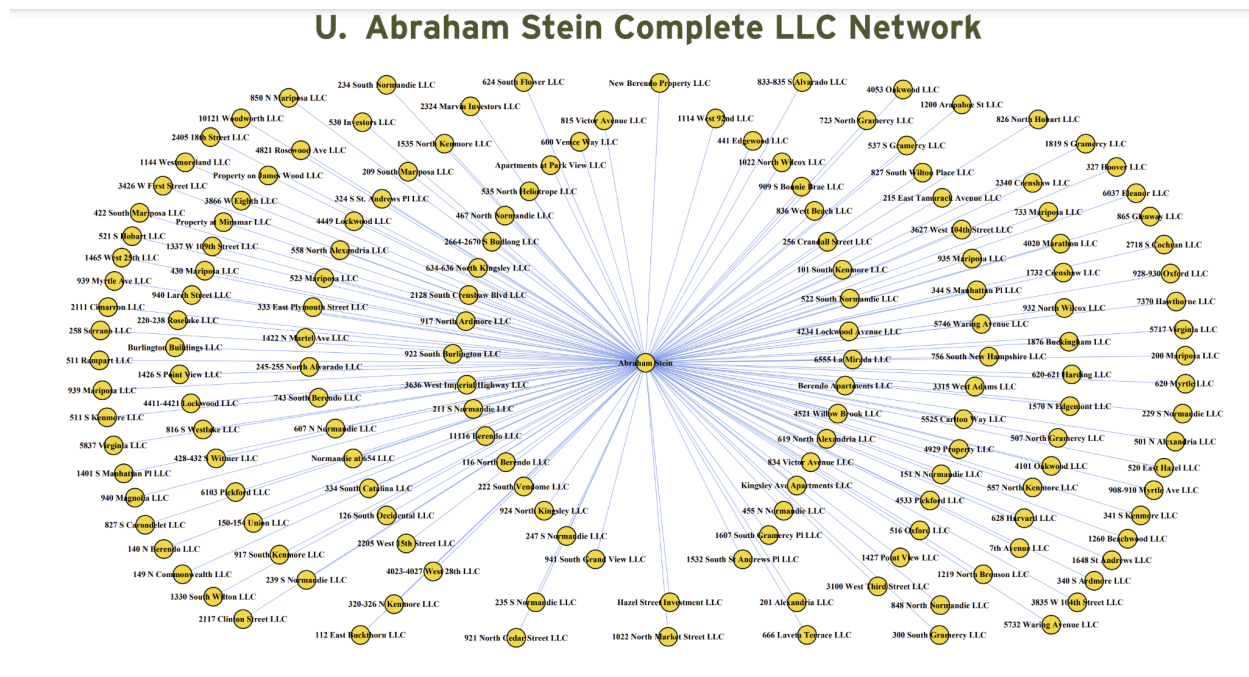 U. Abraham Stein Complete LLC Network
624 South Flower LLC
New Berendo Property LLC
833-835 S Alvarado LLC
234 South Normandie LLC
4053 Oakwood LLC
850 N Mariposa LLC
2324 Marvin Investors LLC
1200 Arapahoe St LLC
10121 Woodworth LLC
530 Investors LLC
815 Victor Avenue LLC
1114 West 92nd LLC
723 North Gramercy LLC
826 North Hobart LLC
2405 18th Street LLC
1535 North Kenmore LLC
600 Venice Way LLC
441 Edgewood LLC
537 S Gramercy LLC
1819 S Gramercy LLC
4821 Rosewood Ave LLC
1144 Westmoreland LLC
Apartments at Park View LLC
1022 North Wilcox LLC
327 Hoover LLC
Property on James Wood LLC
209 South Mariposa LLC
827 South Wilton Place LLC
3426 W First Street LLC
535 North Heliotrope LLC
909 S Bonnie Brae LLC
2340 Crenshaw LLC
6037 Eleanor LLC
3866 W Eighth LLC
324 S St. Andrews Pl LLC
215 East Tamarack Avenue LLC
422 South Mariposa LLC
467 North Normandie LLC
836 West Beach LLC
733 Mariposa LLC
865 Glenway LLC
Property at Miramar LLC
4449 Lockwood LLC
3627 West 104th Street LLC
521 S Hobart LLC
2664-2670 S Budlong LLC
256 Crandall Street LLC
4020 Marathon LLC
2718 S Cochran LLC
1337 W 109th Street LLC
558 North Alexandria LLC
1465 West 25th LLC
935 Mariposa LLC
430 Mariposa LLC
634-636 North Kingsley LLC
101 South Kenmore LLC
1732 Crenshaw LLC
928-930 Oxford LLC
939 Myrtle Ave LLC
523 Mariposa LLC
344 S Manhattan Pl LLC
940 Larch Street LLC
2128 South Crenshaw Blvd LLC
522 South Normandie LLC
7370 Hawthorne LLC
2111 Cimarron LLC
333 East Plymouth Street LLC
932 North Wilcox LLC
220-238 Roselake LLC
917 North Ardmore LLC
5746 Waring Avenue LLC
258 Serrano LLC
4234 Lockwood Avenue LLC
5717 Virginia LLC
1422 N Martel Ave LLC
1876 Buckingham LLC
Burlington Buildings LLC
922 South Burlington LLC
756 South New Hampshire LLC
200 Mariposa LLC
511 Rampart LLC
Abraham Stein
6555 La Mirada LLC
245-255 North Alvarado LLC
1426 S Point View LLC
620-621 Harding LLC
3636 West Imperial Highway LLC
Berendo Apartments LLC
3315 West Adams LLC
620 Myrtle LLC
939 Mariposa LLC
743 South Berendo LLC
4411-4421 Lockwood LLC
211 S Normandie LLC
1570 N Edgemont LLC
511 S Kenmore LLC
4521 Willow Brook LLC
229 S Normandie LLC
5525 Carlton Way LLC
816 S Westlake LLC
607 N Normandie LLC
11116 Berendo LLC
619 North Alexandria LLC
507 North Gramercy LLC
501 N Alexandria LLC
5837 Virginia LLC
4929 Property LLC
428-432 S Witmer LLC
Normandie at 654 LLC
116 North Berendo LLC
834 Victor Avenue LLC
4101 Oakwood LLC
520 East Hazel LLC
1401 S Manhattan Pl LLC
151 N Normandie LLC
334 South Catalina LLC
222 South Vendome LLC
Kingsley Ave Apartments LLC
557 North Kenmore LLC
908-910 Myrtle Ave LLC
6103 Pickford LLC
940 Magnolia LLC
4533 Pickford LLC
924 North Kingsley LLC
455 N Normandie LLC
126 South Occidental LLC
341 S Kenmore LLC
628 Harvard LLC
827 S Carondelet LLC
150-154 Union LLC
516 Oxford LLC
247 S Normandie LLC
1607 South Gramercy Pl LLC
1260 Beachwood LLC
2205 West 15th Street LLC
140 N Berendo LLC
7th Avenue LLC
917 South Kenmore LLC
941 South Grand View LLC
1532 South St Andrews Pl LLC
1427 Point View LLC
1648 St Andrews LLC
149 N Commonwealth LLC
4023-4027 West 28th LLC
1219 North Bronson LLC
239 S Normandie LLC
340 S Ardmore LLC
3100 West Third Street LLC
1330 South Wilton LLC
320-326 N Kenmore LLC
235 S Normandie LLC
Hazel Street Investment LLC
201 Alexandria LLC
848 North Normandie LLC
3835 W 104th Street LLC
2117 Clinton Street LLC
5732 Waring Avenue LLC
112 East Buckthorn LLC
921 North Cedar Street LLC
1022 North Market Street LLC
666 Laveta Terrace LLC
300 South Gramercy LLC